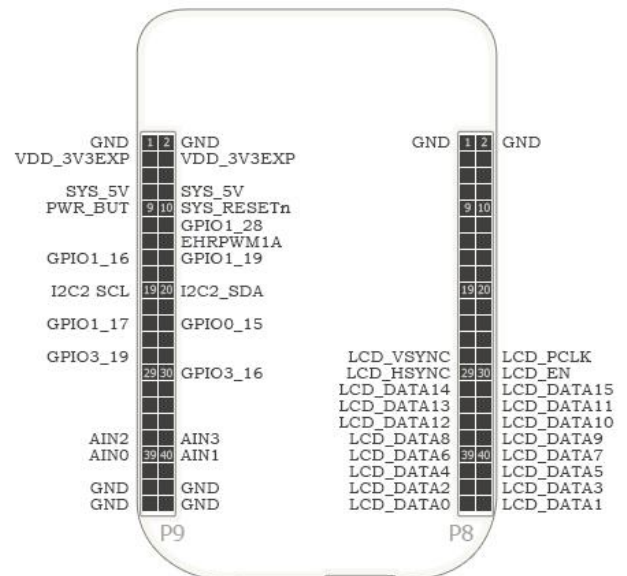 GND 1 2 GND GND 1 2 GND
VDD_3V3EXP VDD_3V3EXP
SYS_5V SYS_5V
PWR_BUT 9 10 SYS_RESETn 9 10
GPIO1_28
EHRPWM1A
GPIO1_16 GPIO1_19
I2C2 SCL 19 20 I2C2_SDA 19 20
GPIO1_17 GPIO0_15
GPIO3_19 LCD_VSYNC LCD_PCLK
29 30 GPIO3_16 LCD_HSYNC 29 30 LCD_EN
LCD_DATA14 LCD_DATA15
LCD_DATA13 LCD_DATA11
LCD_DATA12 LCD_DATA10
AIN2 AIN3 LCD_DATA8 LCD_DATA9
AIN0 39 40 AIN1 LCD_DATA6 39 40 LCD_DATA7
LCD_DATA4 LCD_DATA5
GND GND LCD_DATA2 LCD_DATA3
GND GND LCD_DATA0 LCD_DATA1
P9 P8